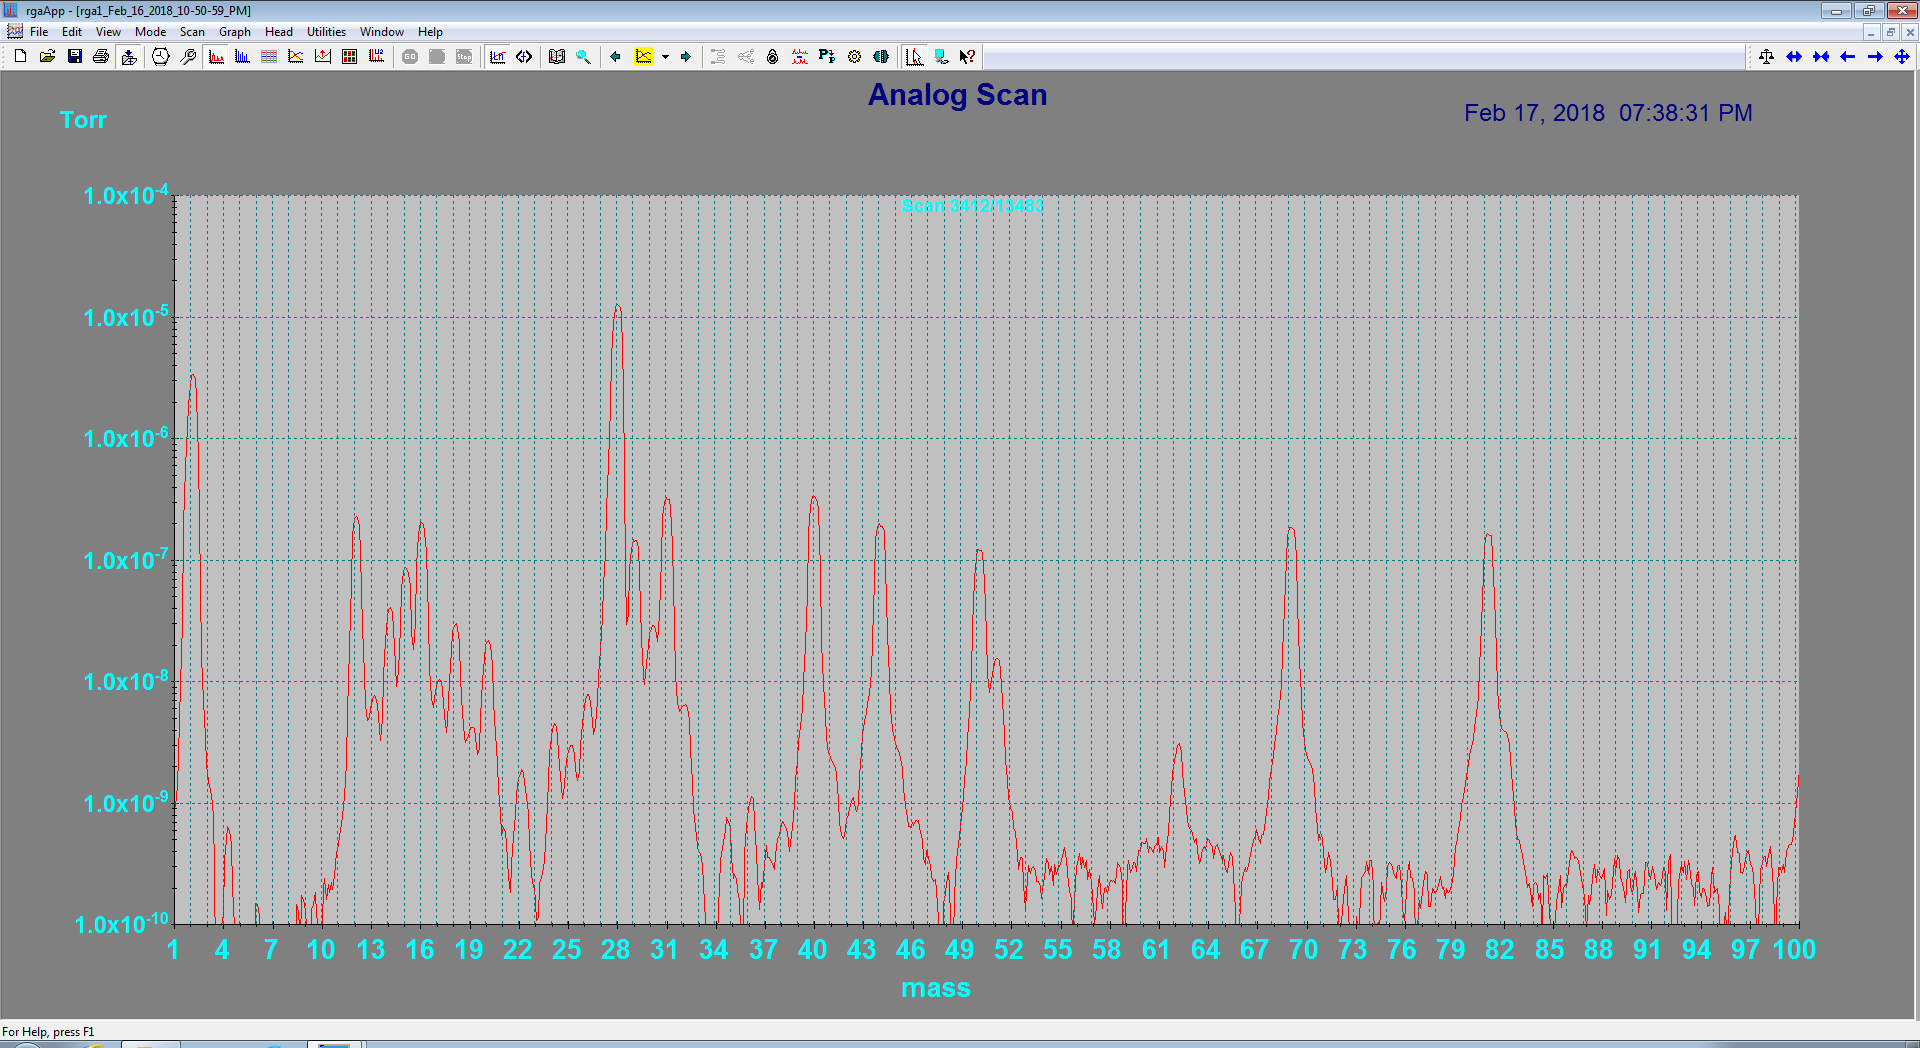 rgaApp - [rga1_Feb_16_2018_10-50-59_PM]
File Edit View Mode Scan Graph Head Utilities Window Help
GO Stop
Analog Scan
Feb 17, 2018 07:38:31 PM
Torr
Scan 3412/13483
1.0x10-4
1.0x10-5
1.0x10-6
1.0x10-7
1.0x10-8
1.0x10-9
1.0x10-10
1 4 7 10 13 16 19 22 25 28 31 34 37 40 43 46 49 52 55 58 61 64 67 70 73 76 79 82 85 88 91 94 97 100
mass
For Help, press F1